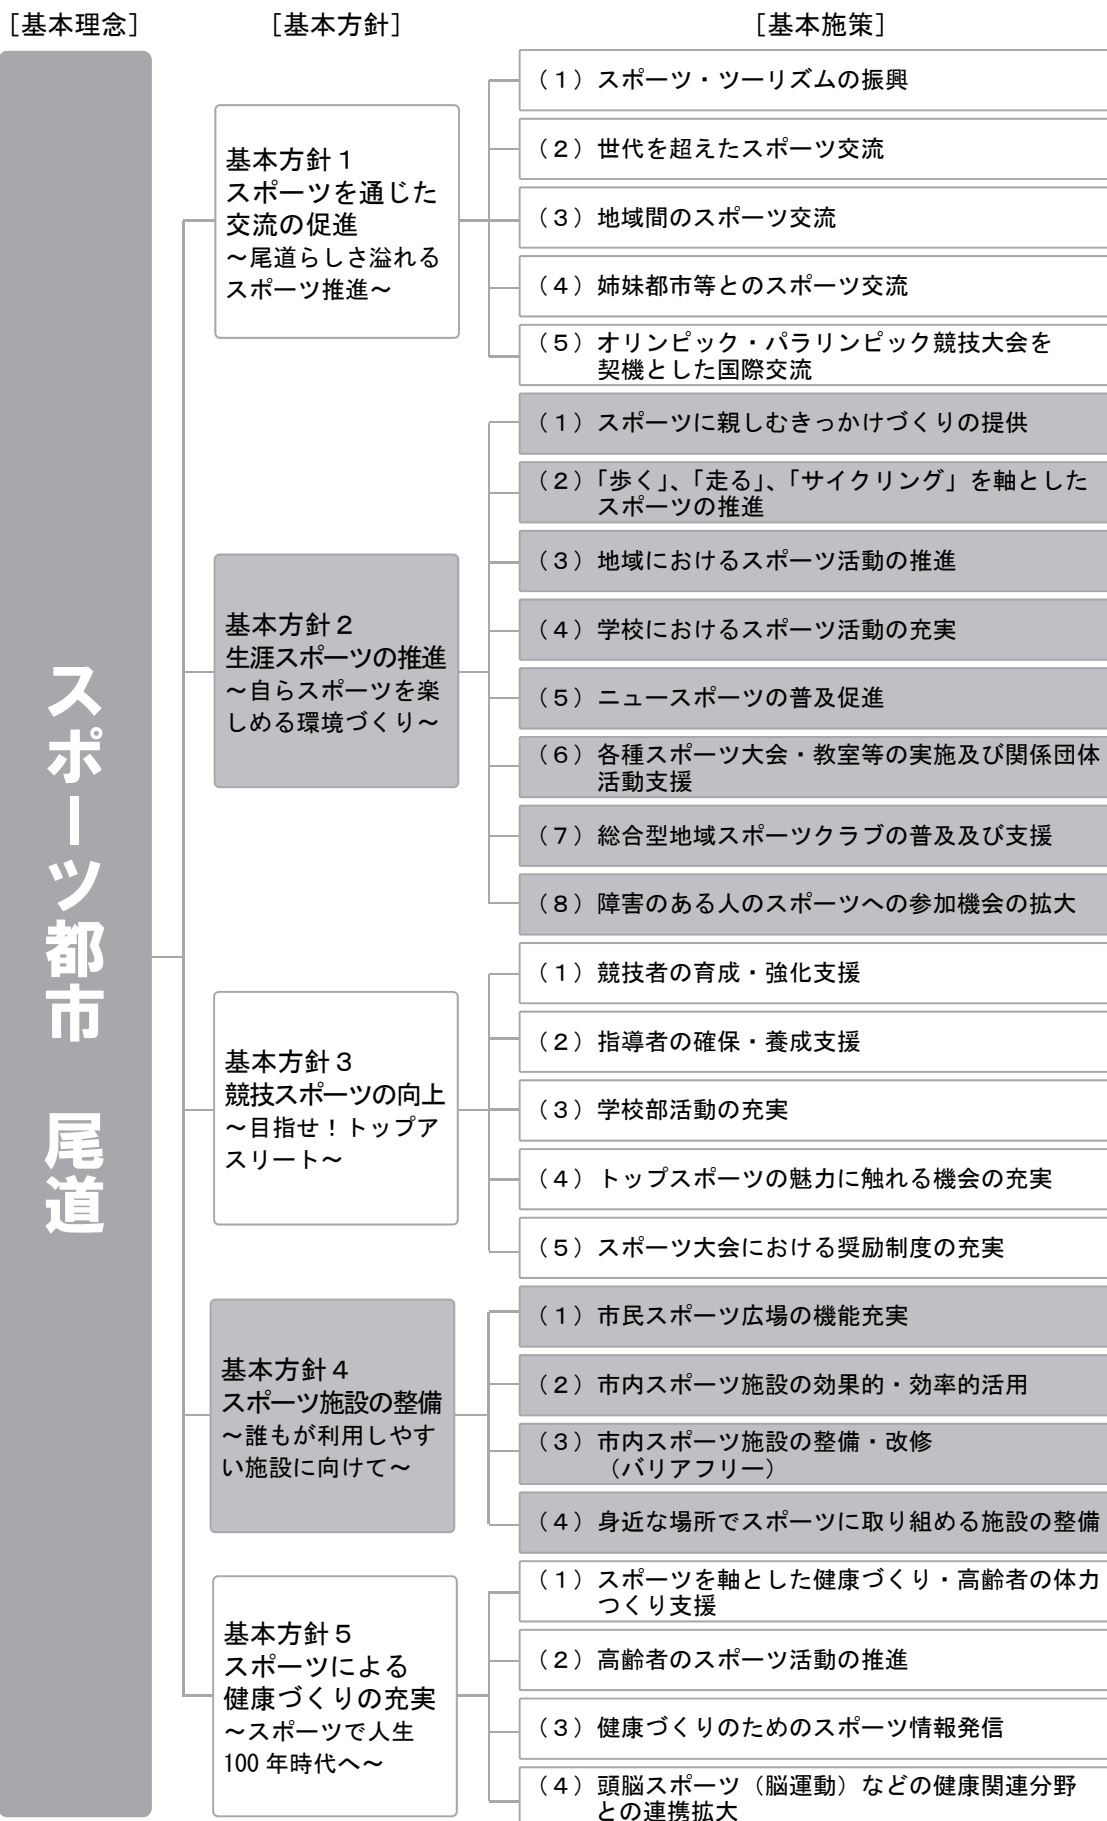 [基本理念]
[基本方針]
[基本施策]
スポーツ都市　尾道
基本方針１
スポーツを通じた
交流の促進
～尾道らしさ溢れる
スポーツ推進～
（１）スポーツ・ツーリズムの振興
（２）世代を超えたスポーツ交流
（３）地域間のスポーツ交流
（４）姉妹都市等とのスポーツ交流
（５）オリンピック・パラリンピック競技大会を
契機とした国際交流
基本方針２
生涯スポーツの推進
～自らスポーツを楽
しめる環境づくり～
（１）スポーツに親しむきっかけづくりの提供
（２）「歩く」、「走る」、「サイクリング」を軸とした
スポーツの推進
（３）地域におけるスポーツ活動の推進
（４）学校におけるスポーツ活動の充実
（５）ニュースポーツの普及促進
（６）各種スポーツ大会・教室等の実施及び関係団体
活動支援
（７）総合型地域スポーツクラブの普及及び支援
（８）障害のある人のスポーツへの参加機会の拡大
基本方針３
競技スポーツの向上
～目指せ！トップア
スリート～
（１）競技者の育成・強化支援
（２）指導者の確保・養成支援
（３）学校部活動の充実
（４）トップスポーツの魅力に触れる機会の充実
（５）スポーツ大会における奨励制度の充実
基本方針４
スポーツ施設の整備
～誰もが利用しやす
い施設に向けて～
（１）市民スポーツ広場の機能充実
（２）市内スポーツ施設の効果的・効率的活用
（３）市内スポーツ施設の整備・改修
（バリアフリー）
（４）身近な場所でスポーツに取り組める施設の整備
基本方針５
スポーツによる
健康づくりの充実
～スポーツで人生
100年時代へ～
（１）スポーツを軸とした健康づくり・高齢者の体力
つくり支援
（２）高齢者のスポーツ活動の推進
（３）健康づくりのためのスポーツ情報発信
（４）頭脳スポーツ（脳運動）などの健康関連分野
との連携拡大